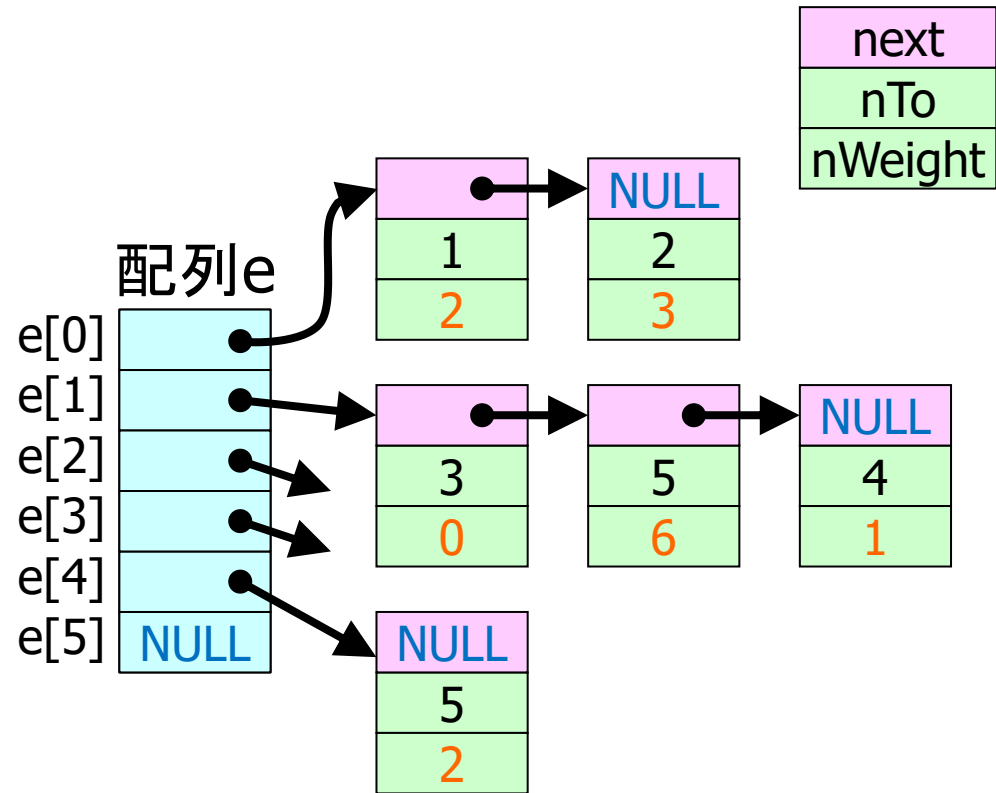 next
nTo
nWeight
NULL
1
2
2
3
配列e
e[0]
e[1]
e[2]
e[3]
e[4]
e[5]
NULL
NULL
3
5
4
0
6
1
NULL
5
2